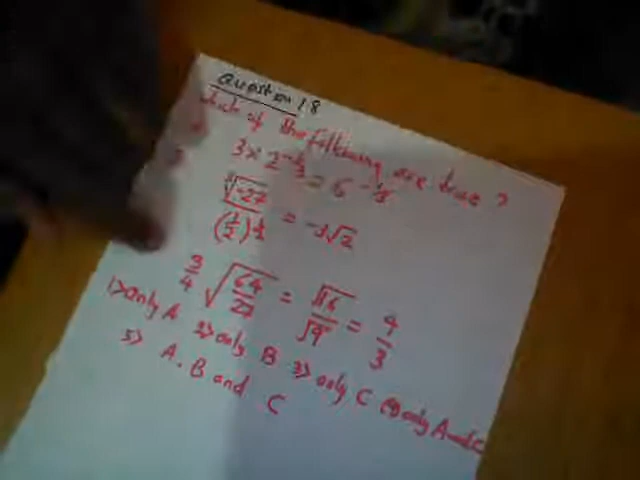 Question 18
of the following are true ?
3 × 2^-1/3 = 6^-1/3
∛-27 / (1/2)^1/2 = -3√2
3/4 √64/27 = √16/√9 = 4/3
1> only A 2> only B 3> only C (4) only A and C
5> A, B and C